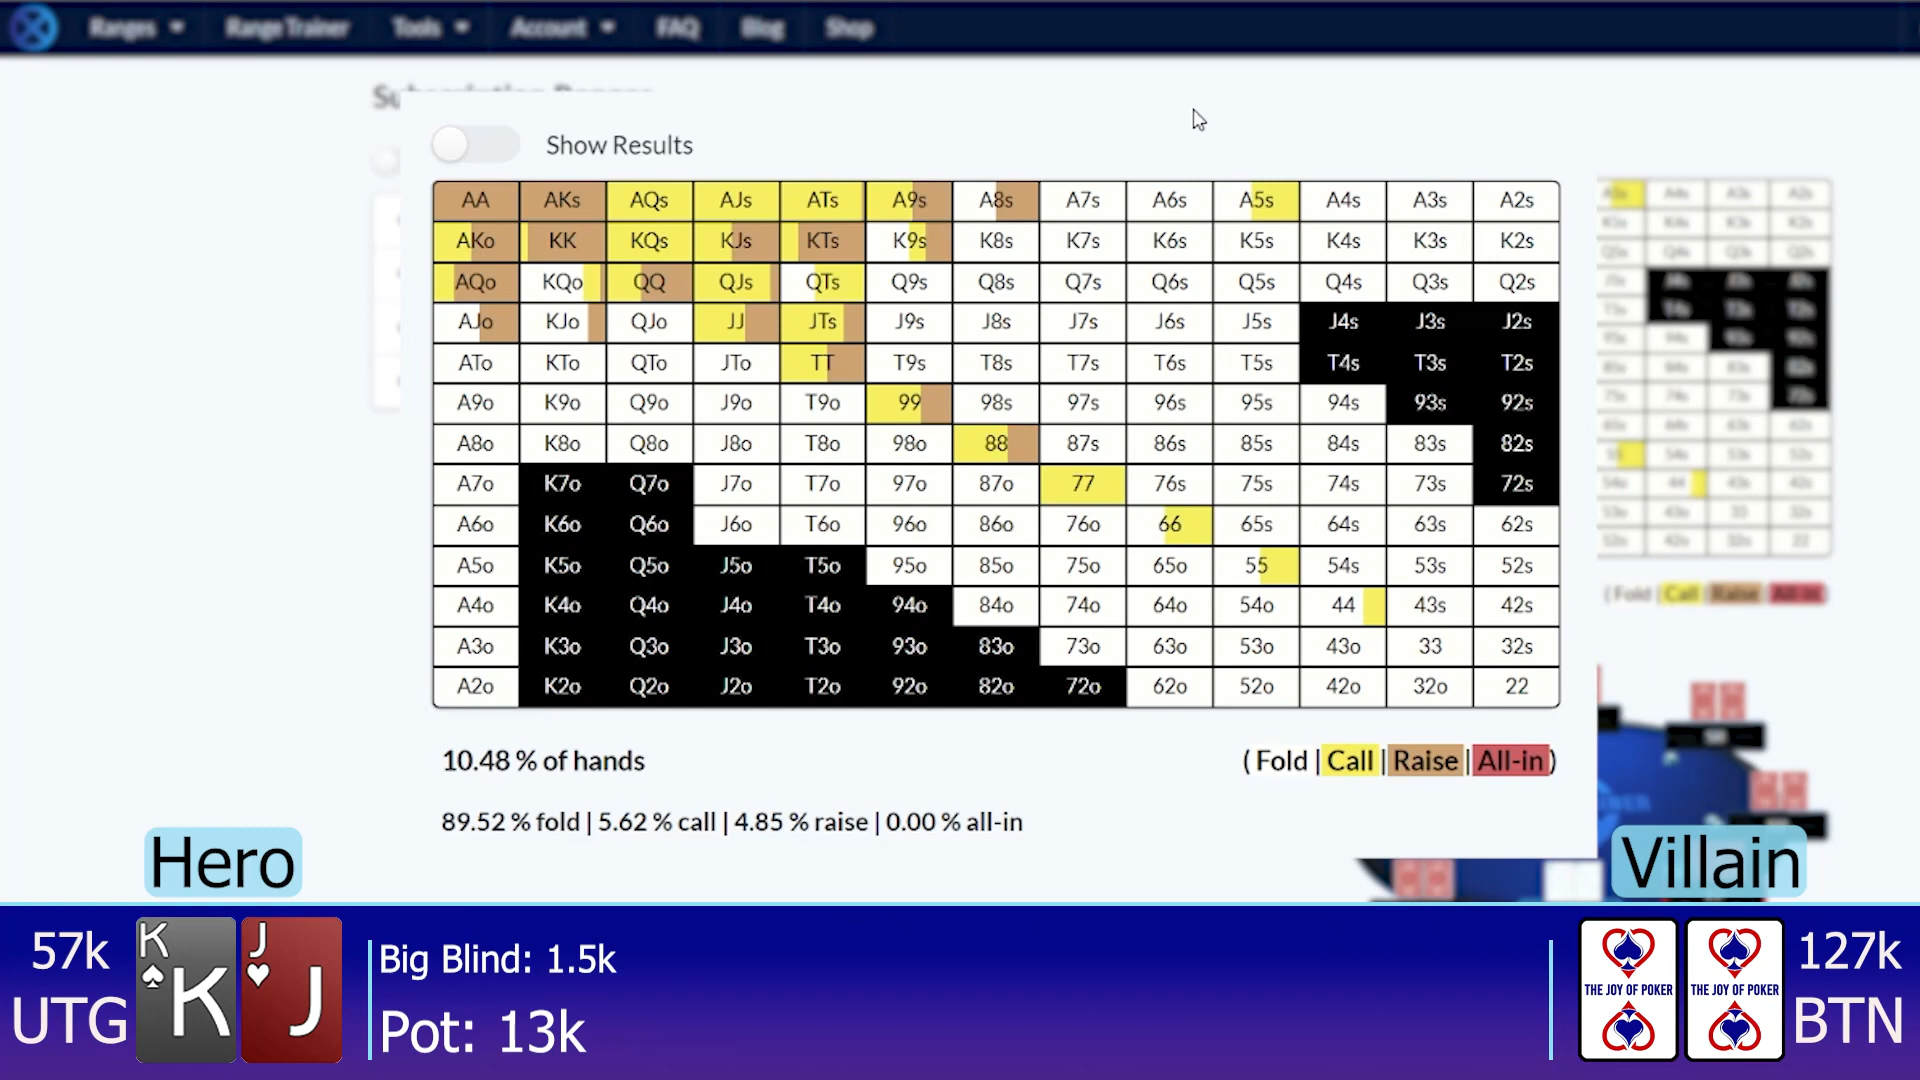 Ranges Range Trainer Tools Account FAQ Blog Shop
Show Results
AA AKs AQs AJs ATs A9s A8s A7s A6s A5s A4s A3s A2s
AKo KK KQs KJs KTs K9s K8s K7s K6s K5s K4s K3s K2s
AQo KQo QQ QJs QTs Q9s Q8s Q7s Q6s Q5s Q4s Q3s Q2s
AJo KJo QJo JJ JTs J9s J8s J7s J6s J5s J4s J3s J2s
ATo KTo QTo JTo TT T9s T8s T7s T6s T5s T4s T3s T2s
A9o K9o Q9o J9o T9o 99 98s 97s 96s 95s 94s 93s 92s
A8o K8o Q8o J8o T8o 98o 88 87s 86s 85s 84s 83s 82s
A7o K7o Q7o J7o T7o 97o 87o 77 76s 75s 74s 73s 72s
A6o K6o Q6o J6o T6o 96o 86o 76o 66 65s 64s 63s 62s
A5o K5o Q5o J5o T5o 95o 85o 75o 65o 55 54s 53s 52s
A4o K4o Q4o J4o T4o 94o 84o 74o 64o 54o 44 43s 42s
A3o K3o Q3o J3o T3o 93o 83o 73o 63o 53o 43o 33 32s
A2o K2o Q2o J2o T2o 92o 82o 72o 62o 52o 42o 32o 22
10.48 % of hands
( Fold | Call | Raise | All-in )
89.52 % fold | 5.62 % call | 4.85 % raise | 0.00 % all-in
(Fold | Call | Raise | All-in)
Hero
Villain
57k
UTG
K K
J J
Big Blind: 1.5k
Pot: 13k
THE JOY OF POKER
THE JOY OF POKER
127k
BTN